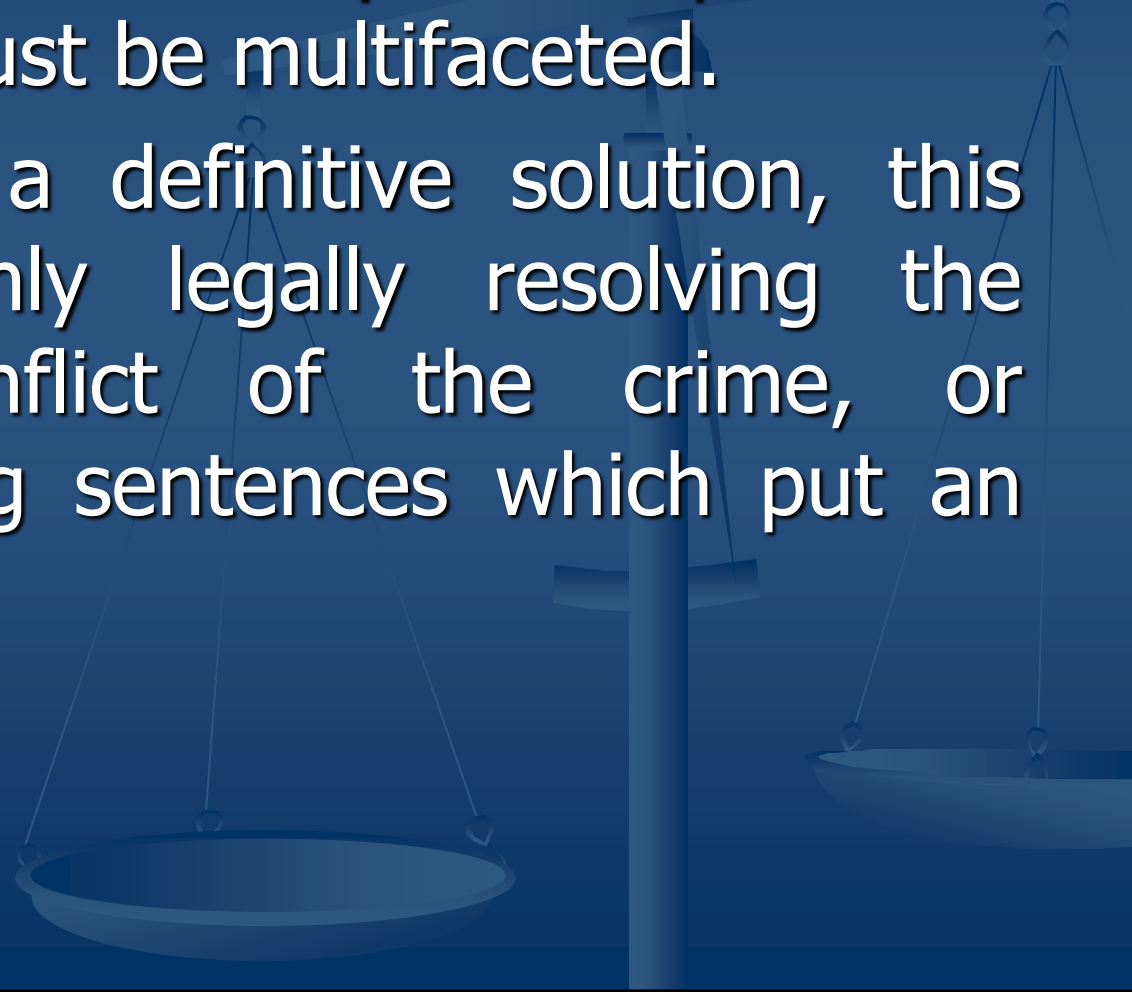 ust be multifaceted.
a definitive solution, this
nly legally resolving the
nflict of the crime, or
g sentences which put an